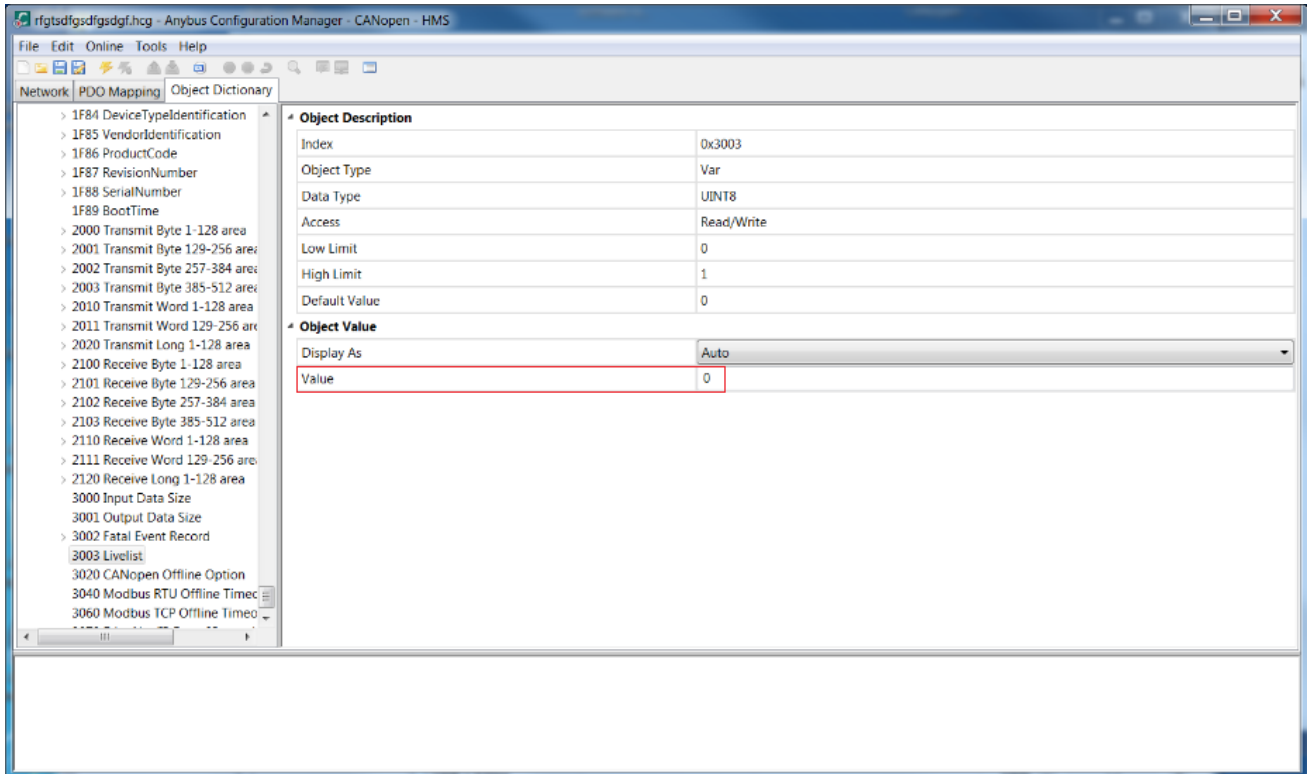 rfgtsdfgsdfgsdgf.hcg - Anybus Configuration Manager - CANopen - HMS
File Edit Online Tools Help
Network PDO Mapping Object Dictionary
1F84 DeviceTypeIdentification
1F85 VendorIdentification
1F86 ProductCode
1F87 RevisionNumber
1F88 SerialNumber
1F89 BootTime
2000 Transmit Byte 1-128 area
2001 Transmit Byte 129-256 area
2002 Transmit Byte 257-384 area
2003 Transmit Byte 385-512 area
2010 Transmit Word 1-128 area
2011 Transmit Word 129-256 are
2020 Transmit Long 1-128 area
2100 Receive Byte 1-128 area
2101 Receive Byte 129-256 area
2102 Receive Byte 257-384 area
2103 Receive Byte 385-512 area
2110 Receive Word 1-128 area
2111 Receive Word 129-256 are
2120 Receive Long 1-128 area
3000 Input Data Size
3001 Output Data Size
3002 Fatal Event Record
3003 Livelist
3020 CANopen Offline Option
3040 Modbus RTU Offline Timec
3060 Modbus TCP Offline Timeo
Object Description
Index 0x3003
Object Type Var
Data Type UINT8
Access Read/Write
Low Limit 0
High Limit 1
Default Value 0
Object Value
Display As Auto
Value 0